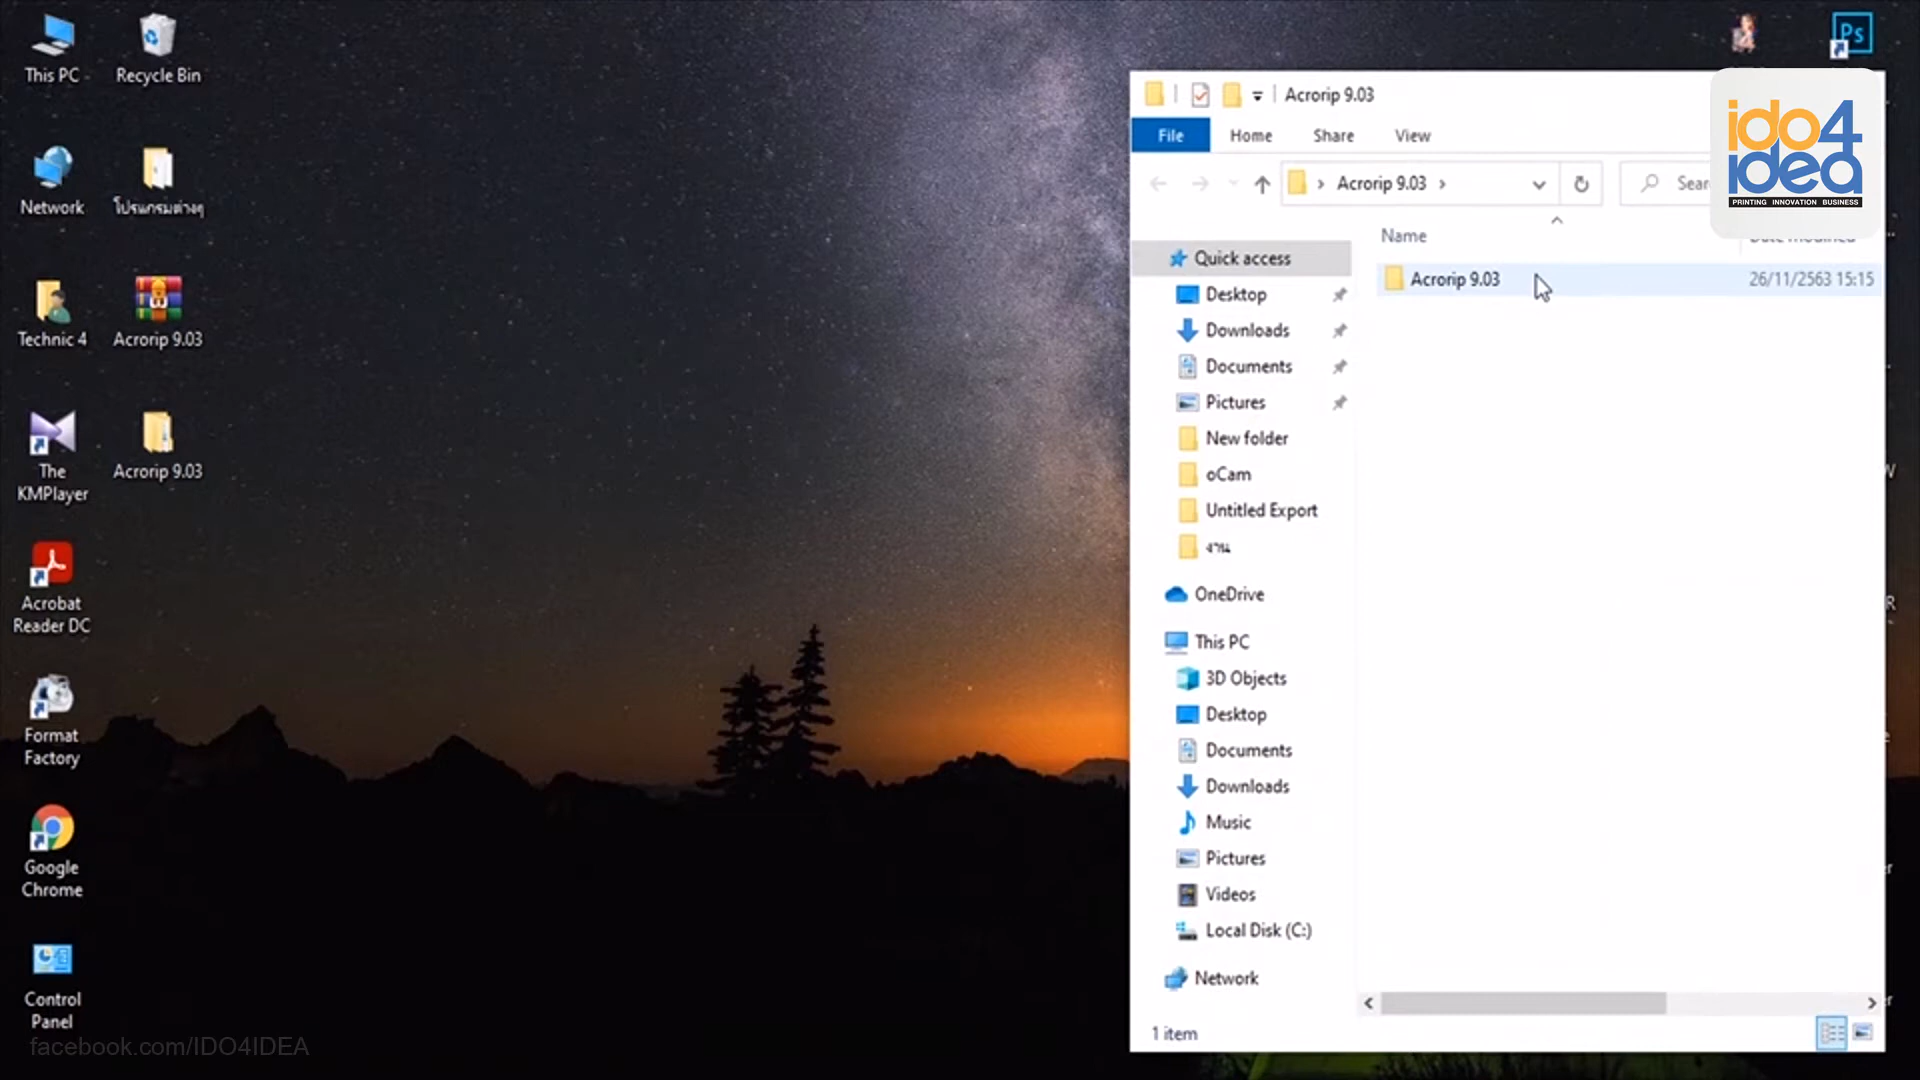 This PC
Recycle Bin
Network
โปรแกรมต่างๆ
Technic 4
Acrorip 9.03
The
KMPlayer
Acrorip 9.03
Acrobat
Reader DC
Format
Factory
Google
Chrome
Control
Panel
facebook.com/IDO4IDEA
Ps
Acrorip 9.03
File
Home
Share
View
Acrorip 9.03
ido4
idea
PRINTING INNOVATION BUSINESS
Name
Date modified
Quick access
Acrorip 9.03
26/11/2563 15:15
Desktop
Downloads
Documents
Pictures
New folder
oCam
Untitled Export
งาน
OneDrive
This PC
3D Objects
Desktop
Documents
Downloads
Music
Pictures
Videos
Local Disk (C:)
Network
1 item